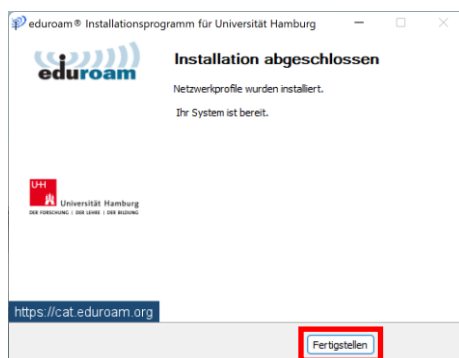 eduroam® Installationsprogramm für Universität Hamburg
eduroam
Installation abgeschlossen
Netzwerkprofile wurden installiert.
Ihr System ist bereit.
UH
Universität Hamburg
DER FORSCHUNG | DER LEHRE | DER BILDUNG
https://cat.eduroam.org
Fertigstellen